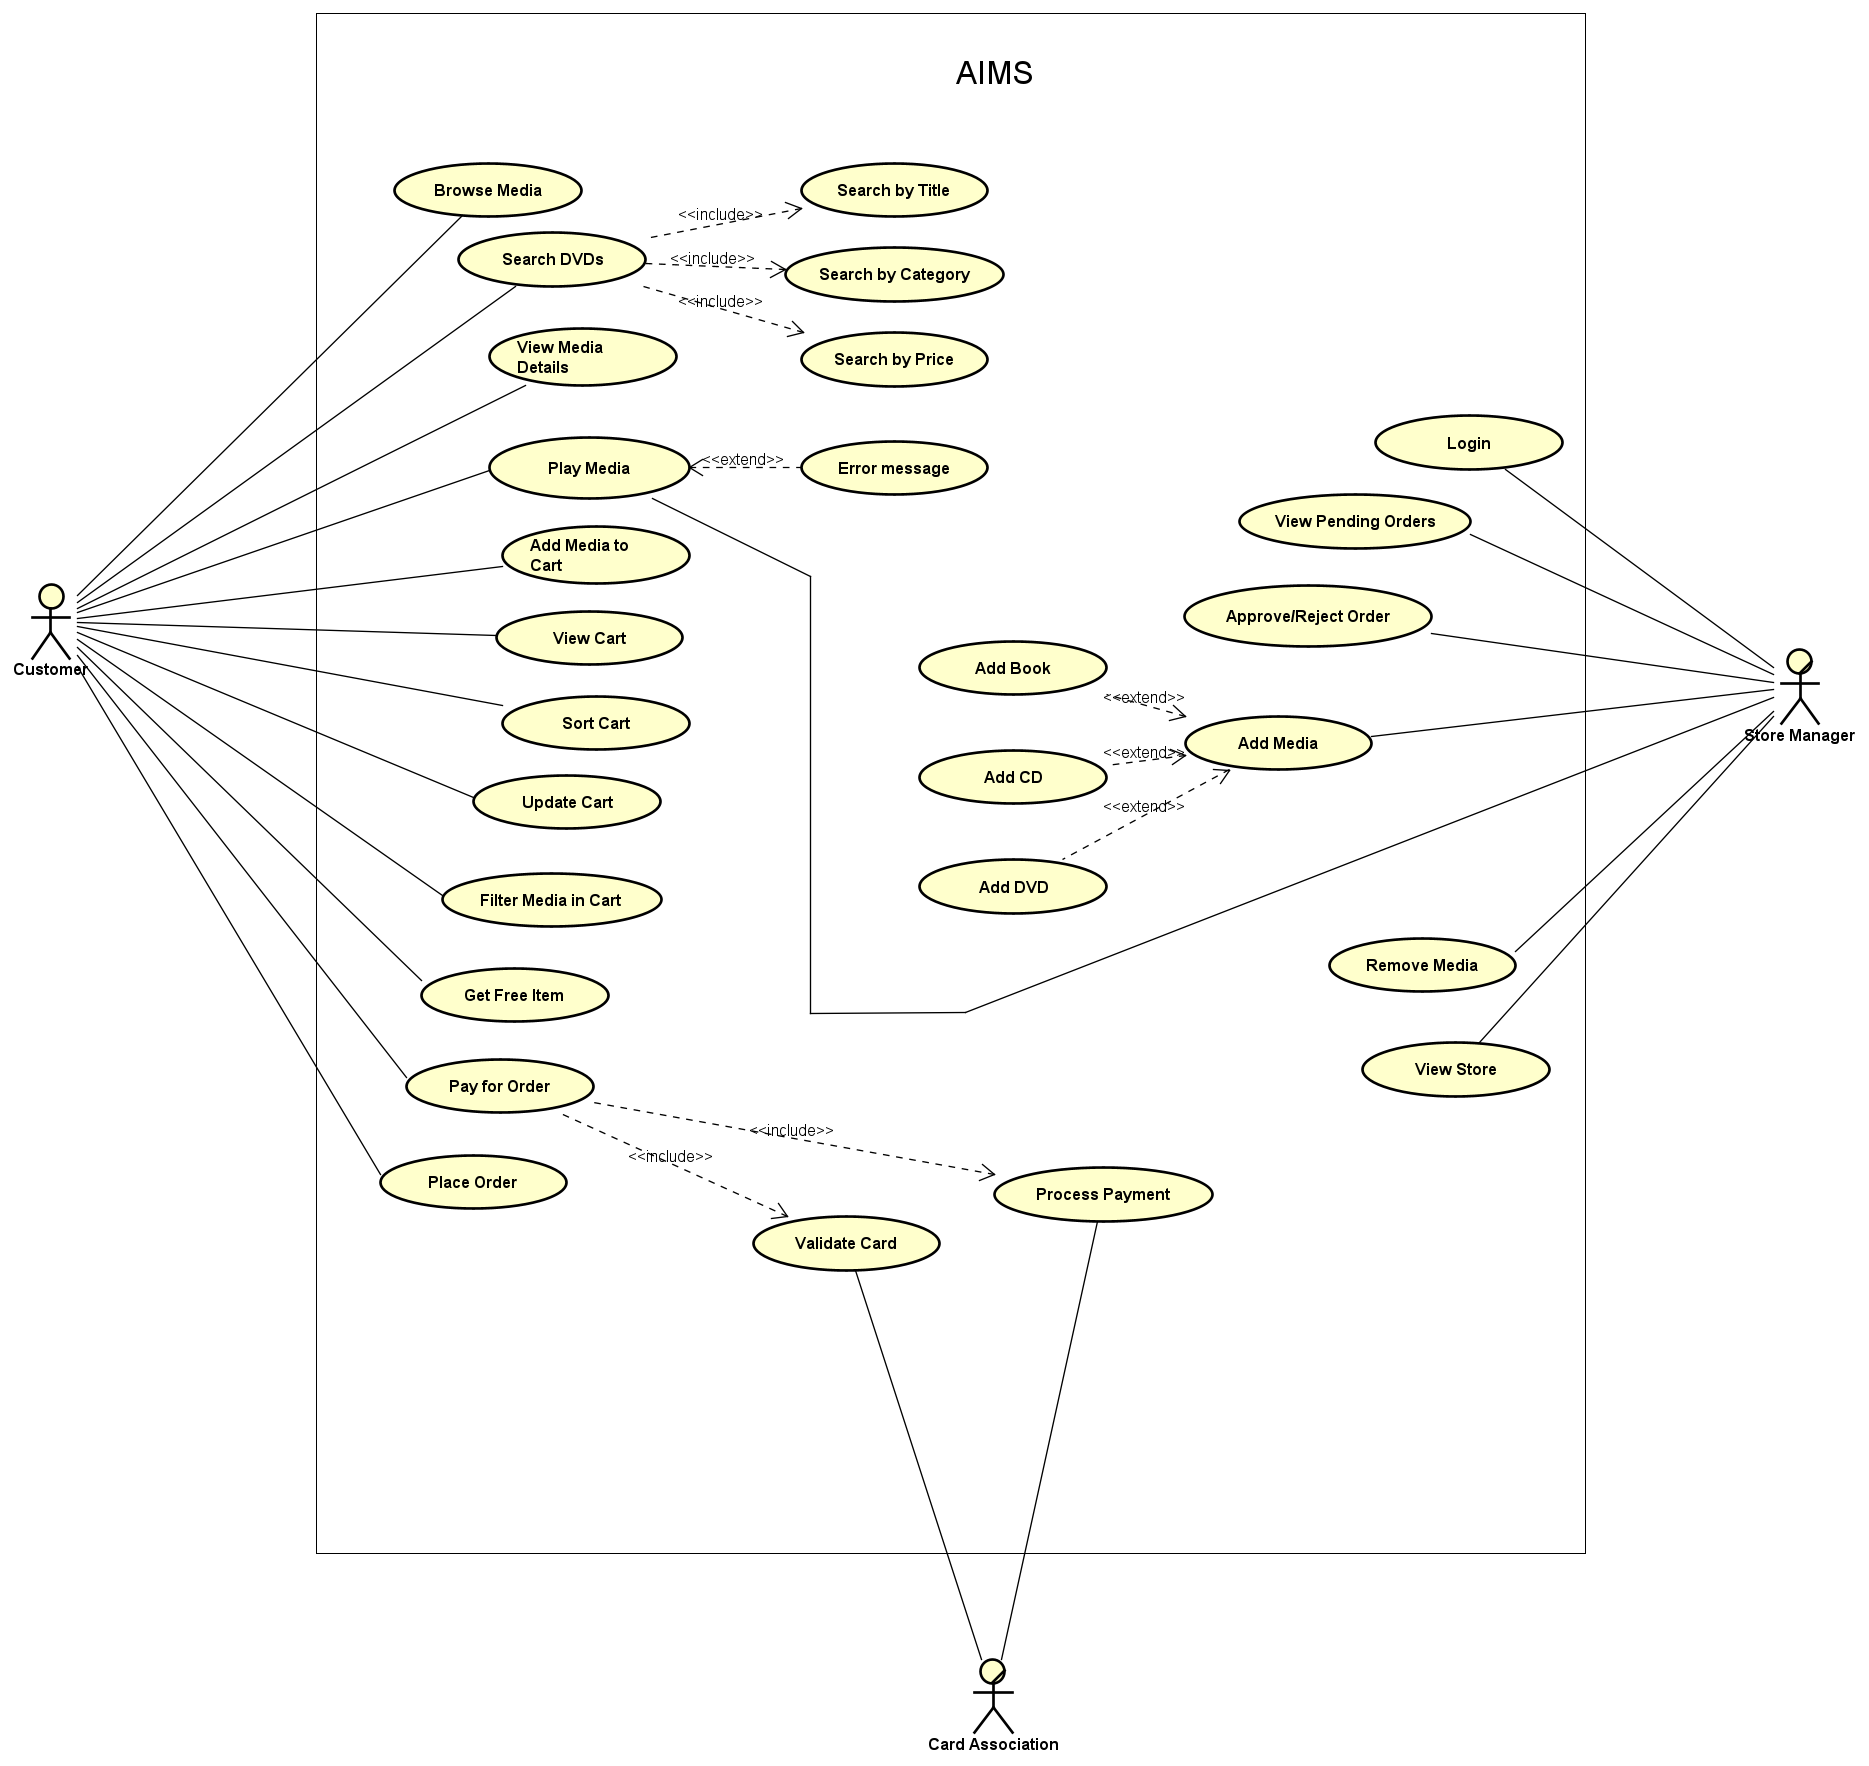 AIMS
Browse Media
Search by Title
<<include>>
Search DVDs
<<include>>
Search by Category
<<include>>
View Media
Details
Search by Price
Login
Play Media
<<extend>>
Error message
View Pending Orders
Add Media to
Cart
Approve/Reject Order
View Cart
Customer
Add Book
<<extend>>
Sort Cart
Add Media
Store Manager
<<extend>>
Add CD
Update Cart
<<extend>>
Add DVD
Filter Media in Cart
Remove Media
Get Free Item
View Store
Pay for Order
<<include>>
<<include>>
Place Order
Process Payment
Validate Card
Card Association